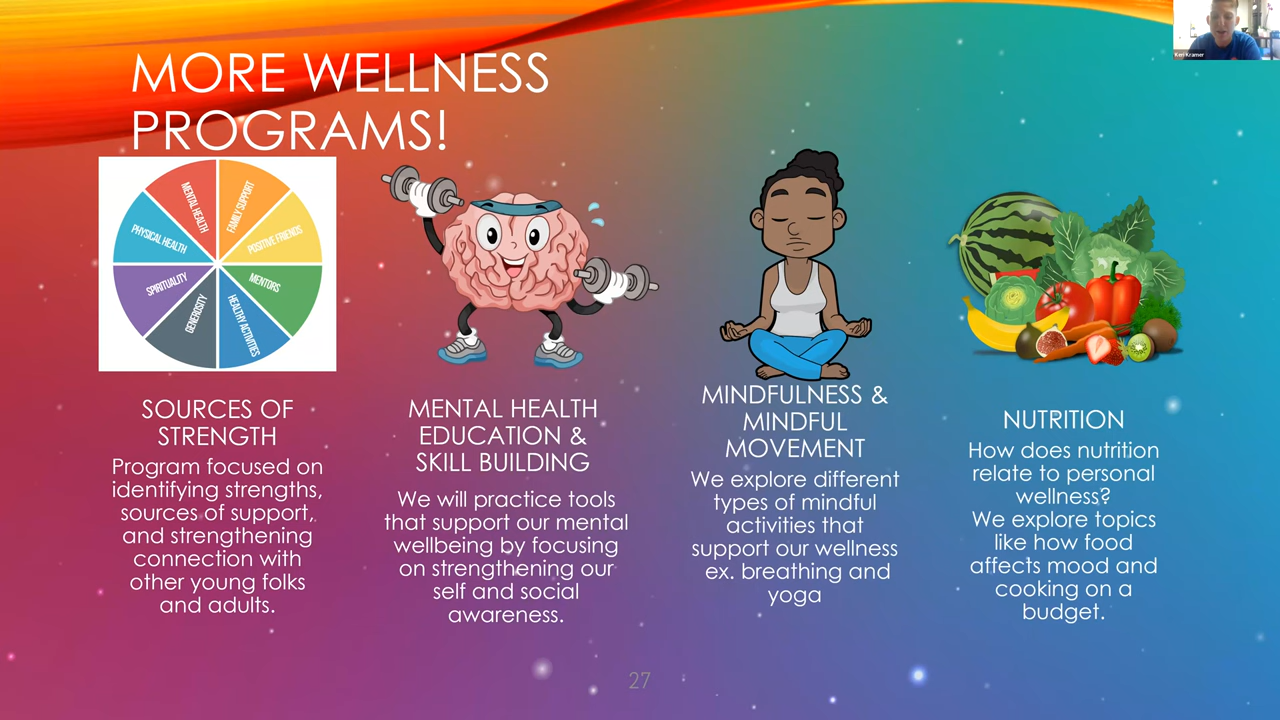 Keri Kramer
MORE WELLNESS
PROGRAMS!
MENTAL HEALTH
FAMILY SUPPORT
POSITIVE FRIENDS
MENTORS
HEALTHY ACTIVITIES
GENEROSITY
SPIRITUALITY
PHYSICAL HEALTH
SOURCES OF
STRENGTH
Program focused on
identifying strengths,
sources of support,
and strengthening
connection with
other young folks
and adults.
MENTAL HEALTH
EDUCATION &
SKILL BUILDING
We will practice tools
that support our mental
wellbeing by focusing
on strengthening our
self and social
awareness.
MINDFULNESS &
MINDFUL
MOVEMENT
We explore different
types of mindful
activities that
support our wellness
ex. breathing and
yoga
NUTRITION
How does nutrition
relate to personal
wellness?
We explore topics
like how food
affects mood and
cooking on a
budget.
27